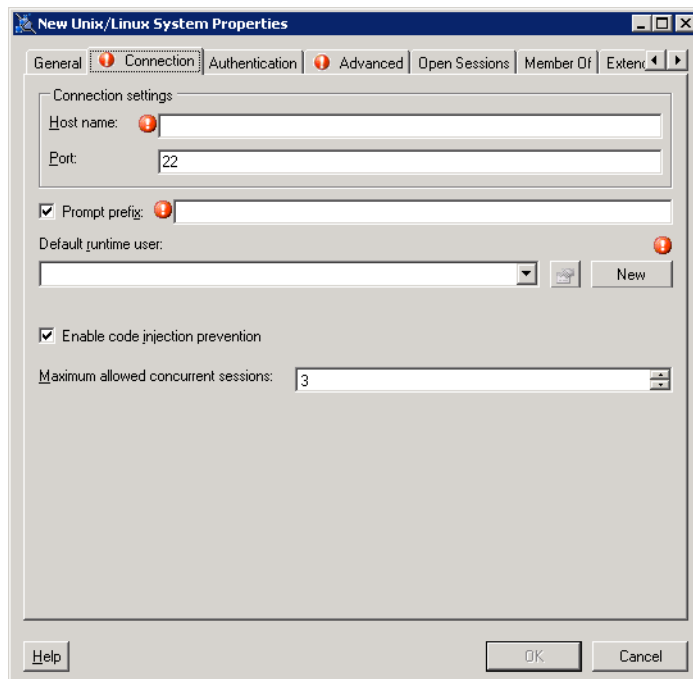 New Unix/Linux System Properties
General Connection Authentication Advanced Open Sessions Member Of Extend
Connection settings
Host name:
Port: 22
Prompt prefix:
Default runtime user:
New
Enable code injection prevention
Maximum allowed concurrent sessions: 3
Help OK Cancel